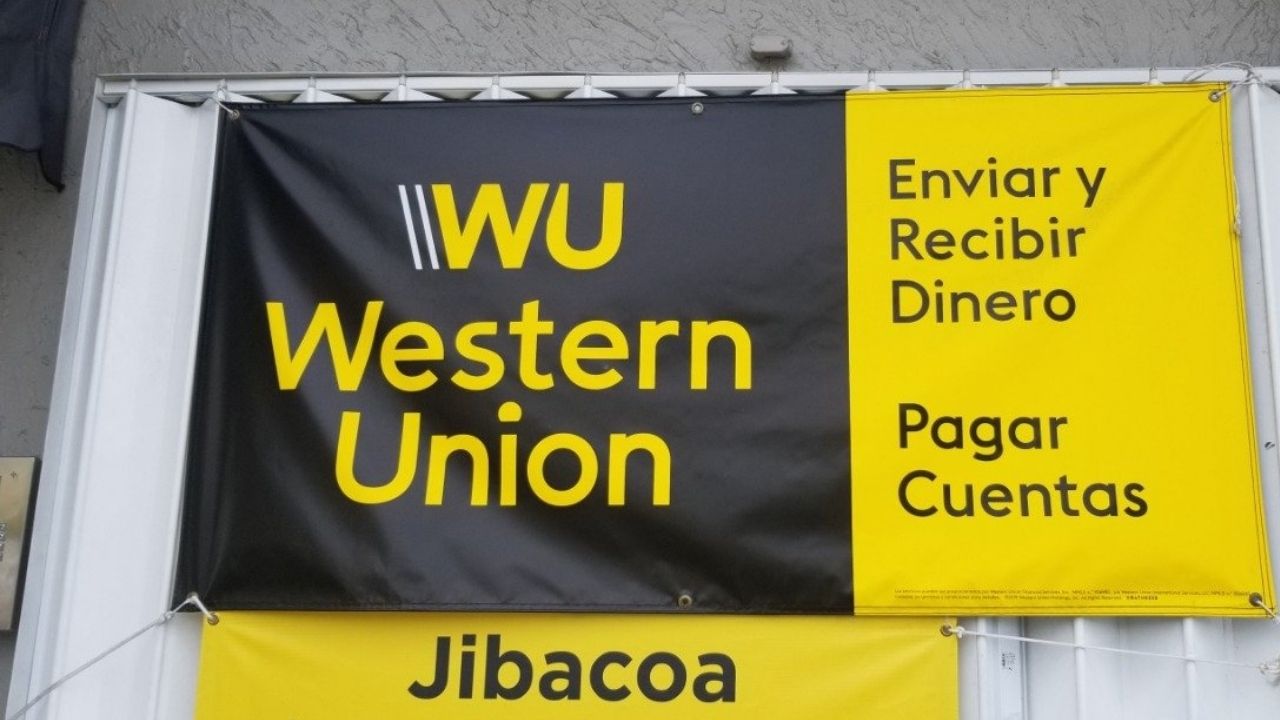 WU
Western
Union
Enviar y
Recibir
Dinero
Pagar
Cuentas
Jibacoa